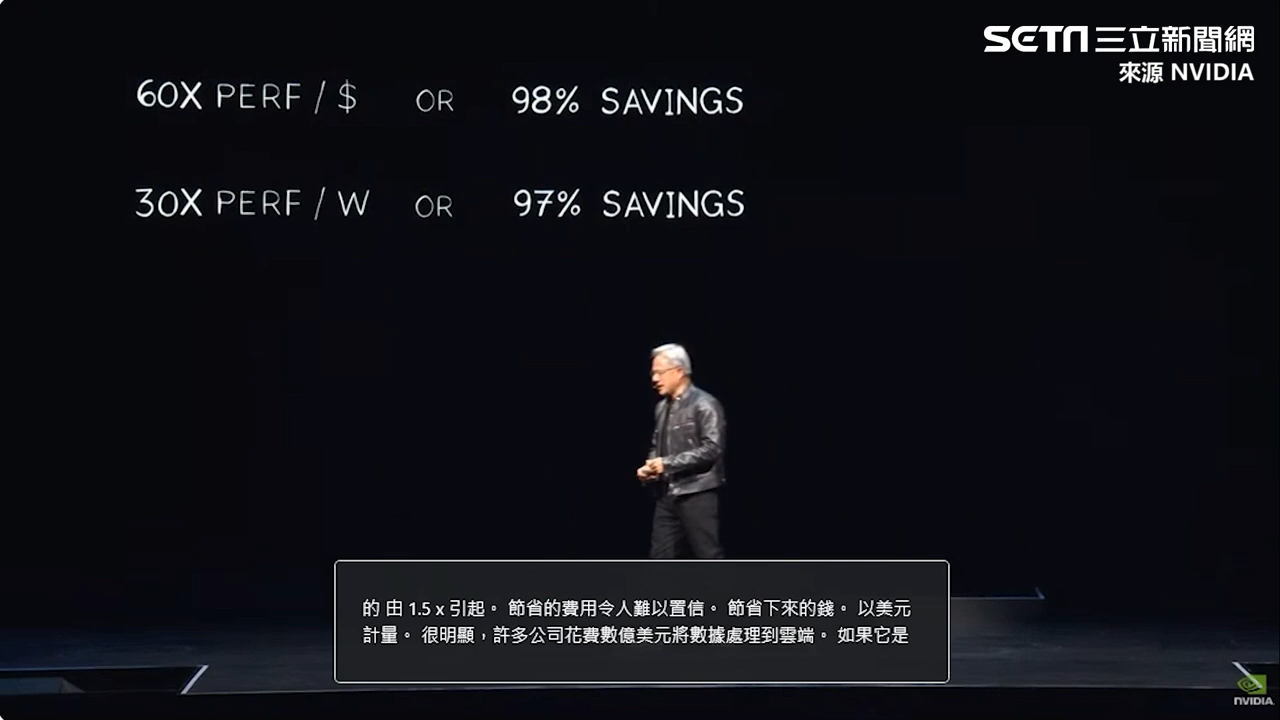 SETN三立新聞網
來源 NVIDIA
60X PERF / $ OR 98% SAVINGS
30X PERF / W OR 97% SAVINGS
的 由 1.5 x 引起。 節省的費用令人難以置信。 節省下來的錢。 以美元
計量。 很明顯，許多公司花費數億美元將數據處理到雲端。 如果它是
NVIDIA.